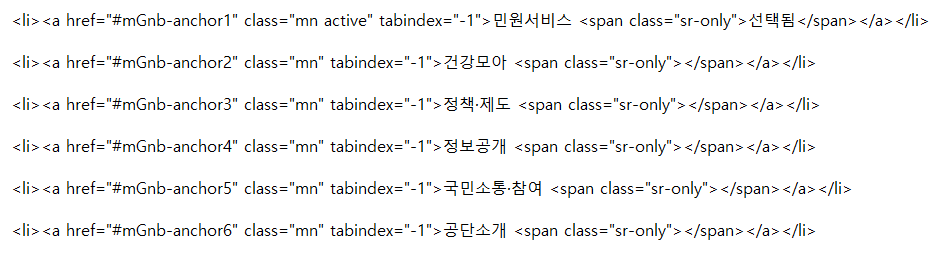 <li><a href="#mGnb-anchor1" class="mn active" tabindex="-1">민원서비스 <span class="sr-only">선택됨</span></a></li>
<li><a href="#mGnb-anchor2" class="mn" tabindex="-1">건강모아 <span class="sr-only"></span></a></li>
<li><a href="#mGnb-anchor3" class="mn" tabindex="-1">정책·제도 <span class="sr-only"></span></a></li>
<li><a href="#mGnb-anchor4" class="mn" tabindex="-1">정보공개 <span class="sr-only"></span></a></li>
<li><a href="#mGnb-anchor5" class="mn" tabindex="-1">국민소통·참여 <span class="sr-only"></span></a></li>
<li><a href="#mGnb-anchor6" class="mn" tabindex="-1">공단소개 <span class="sr-only"></span></a></li>